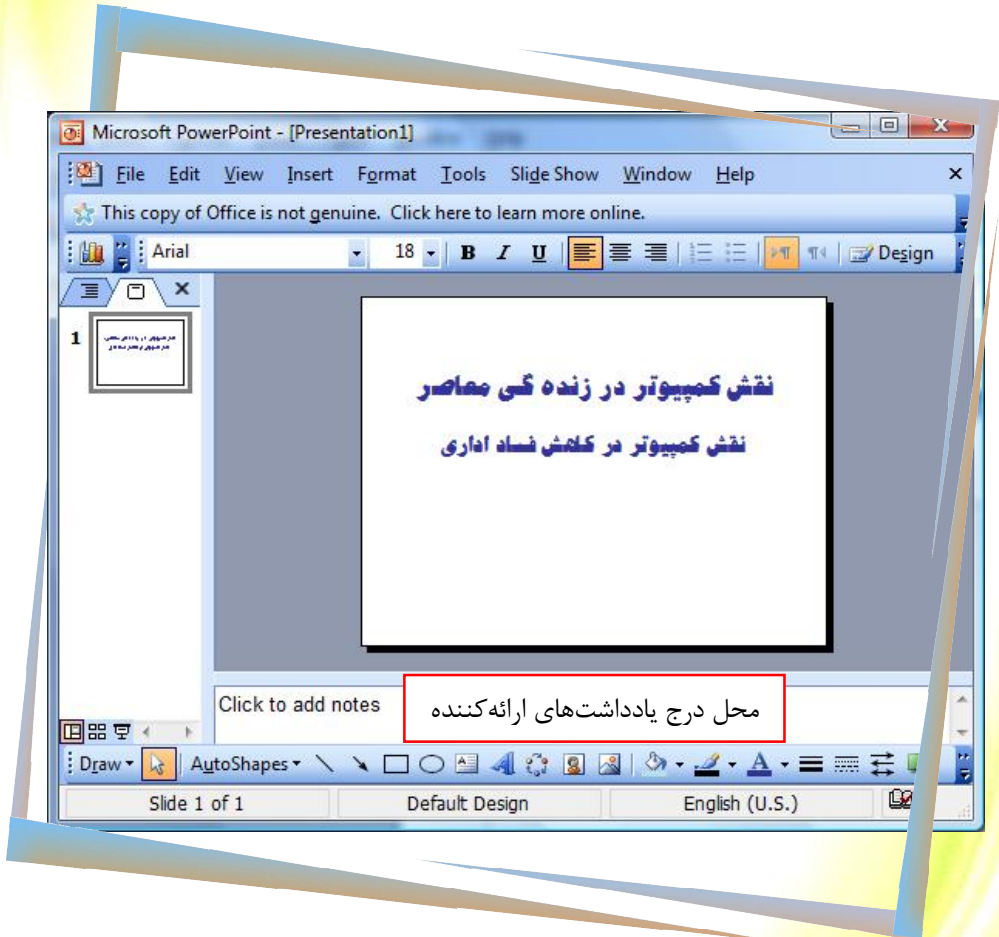 Microsoft PowerPoint - [Presentation1]
File Edit View Insert Format Tools Slide Show Window Help
This copy of Office is not genuine. Click here to learn more online.
Arial 18 B I U Design
1
نقش کمپیوتر در زنده گی معاصر
نقش کمپیوتر در کاهش فساد اداری
Click to add notes
محل درج یادداشت‌های ارائه‌کننده
Draw AutoShapes
Slide 1 of 1 Default Design English (U.S.)